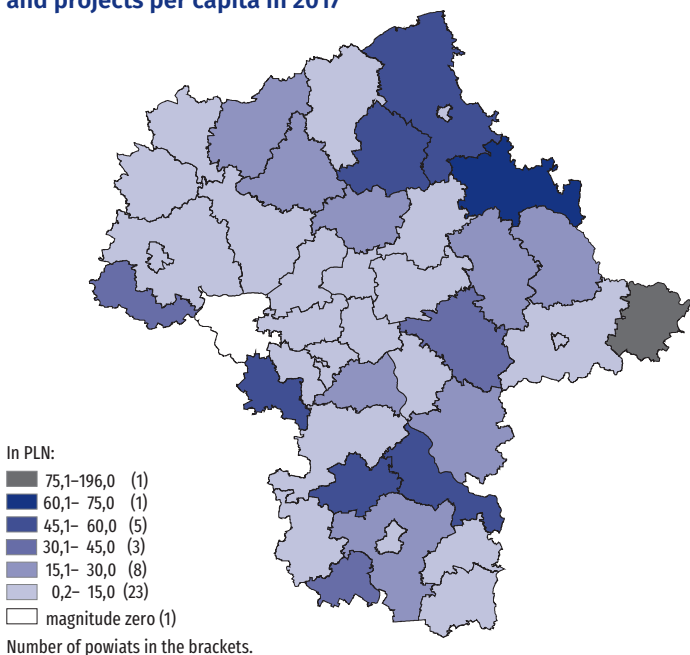 and projects per capita in 2017
In PLN:
75,1–196,0 (1)
60,1– 75,0 (1)
45,1– 60,0 (5)
30,1– 45,0 (3)
15,1– 30,0 (8)
0,2– 15,0 (23)
magnitude zero (1)
Number of powiats in the brackets.